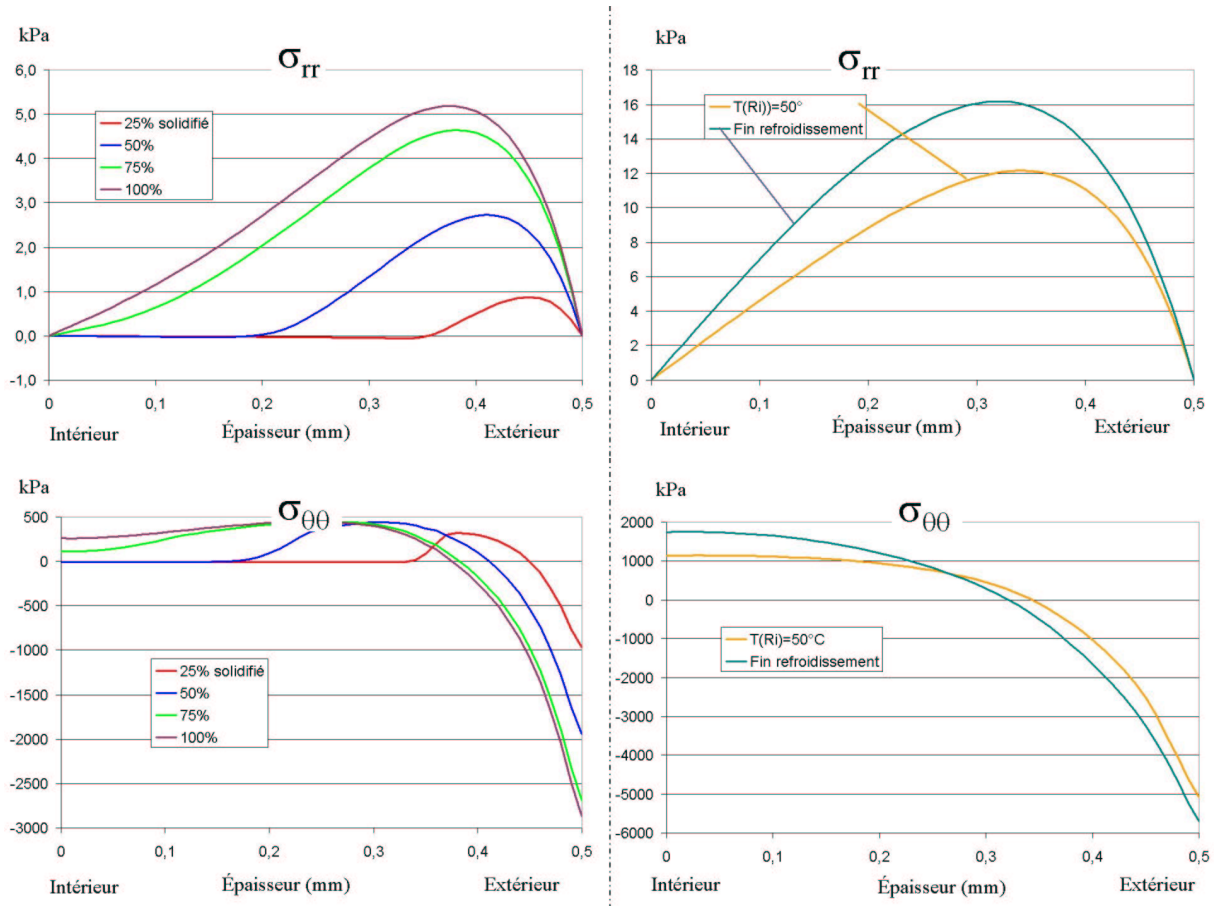 kPa
σrr
6,0
5,0
4,0
3,0
2,0
1,0
0,0
-1,0
25% solidifié
50%
75%
100%
0 0,1 0,2 0,3 0,4 0,5
Intérieur Épaisseur (mm) Extérieur
kPa
σrr
18
16
14
12
10
8
6
4
2
0
T(Ri))=50°
Fin refroidissement
0 0,1 0,2 0,3 0,4 0,5
Intérieur Épaisseur (mm) Extérieur
kPa
σθθ
500
0
-500
-1000
-1500
-2000
-2500
-3000
25% solidifié
50%
75%
100%
0 0,1 0,2 0,3 0,4 0,5
Intérieur Épaisseur (mm) Extérieur
kPa
σθθ
2000
1000
0
-1000
-2000
-3000
-4000
-5000
-6000
T(Ri)=50°C
Fin refroidissement
0 0,1 0,2 0,3 0,4 0,5
Intérieur Épaisseur (mm) Extérieur